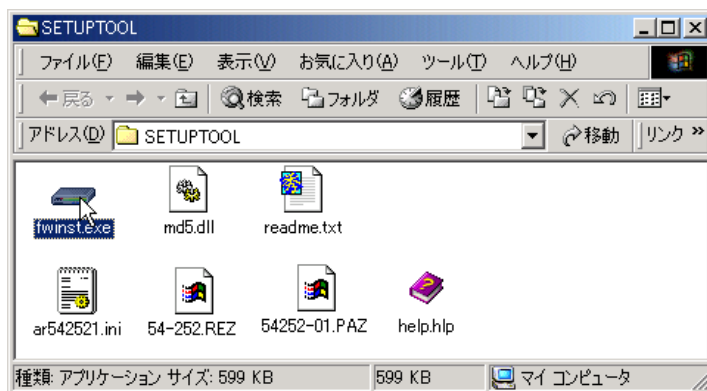 SETUPTOOL
ファイル(F) 編集(E) 表示(V) お気に入り(A) ツール(T) ヘルプ(H)
戻る 検索 フォルダ 履歴
アドレス(D) SETUPTOOL 移動 リンク »
fwinst.exe md5.dll readme.txt
ar542521.ini 54-252.REZ 54252-01.PAZ help.hlp
種類: アプリケーション サイズ: 599 KB 599 KB マイ コンピュータ